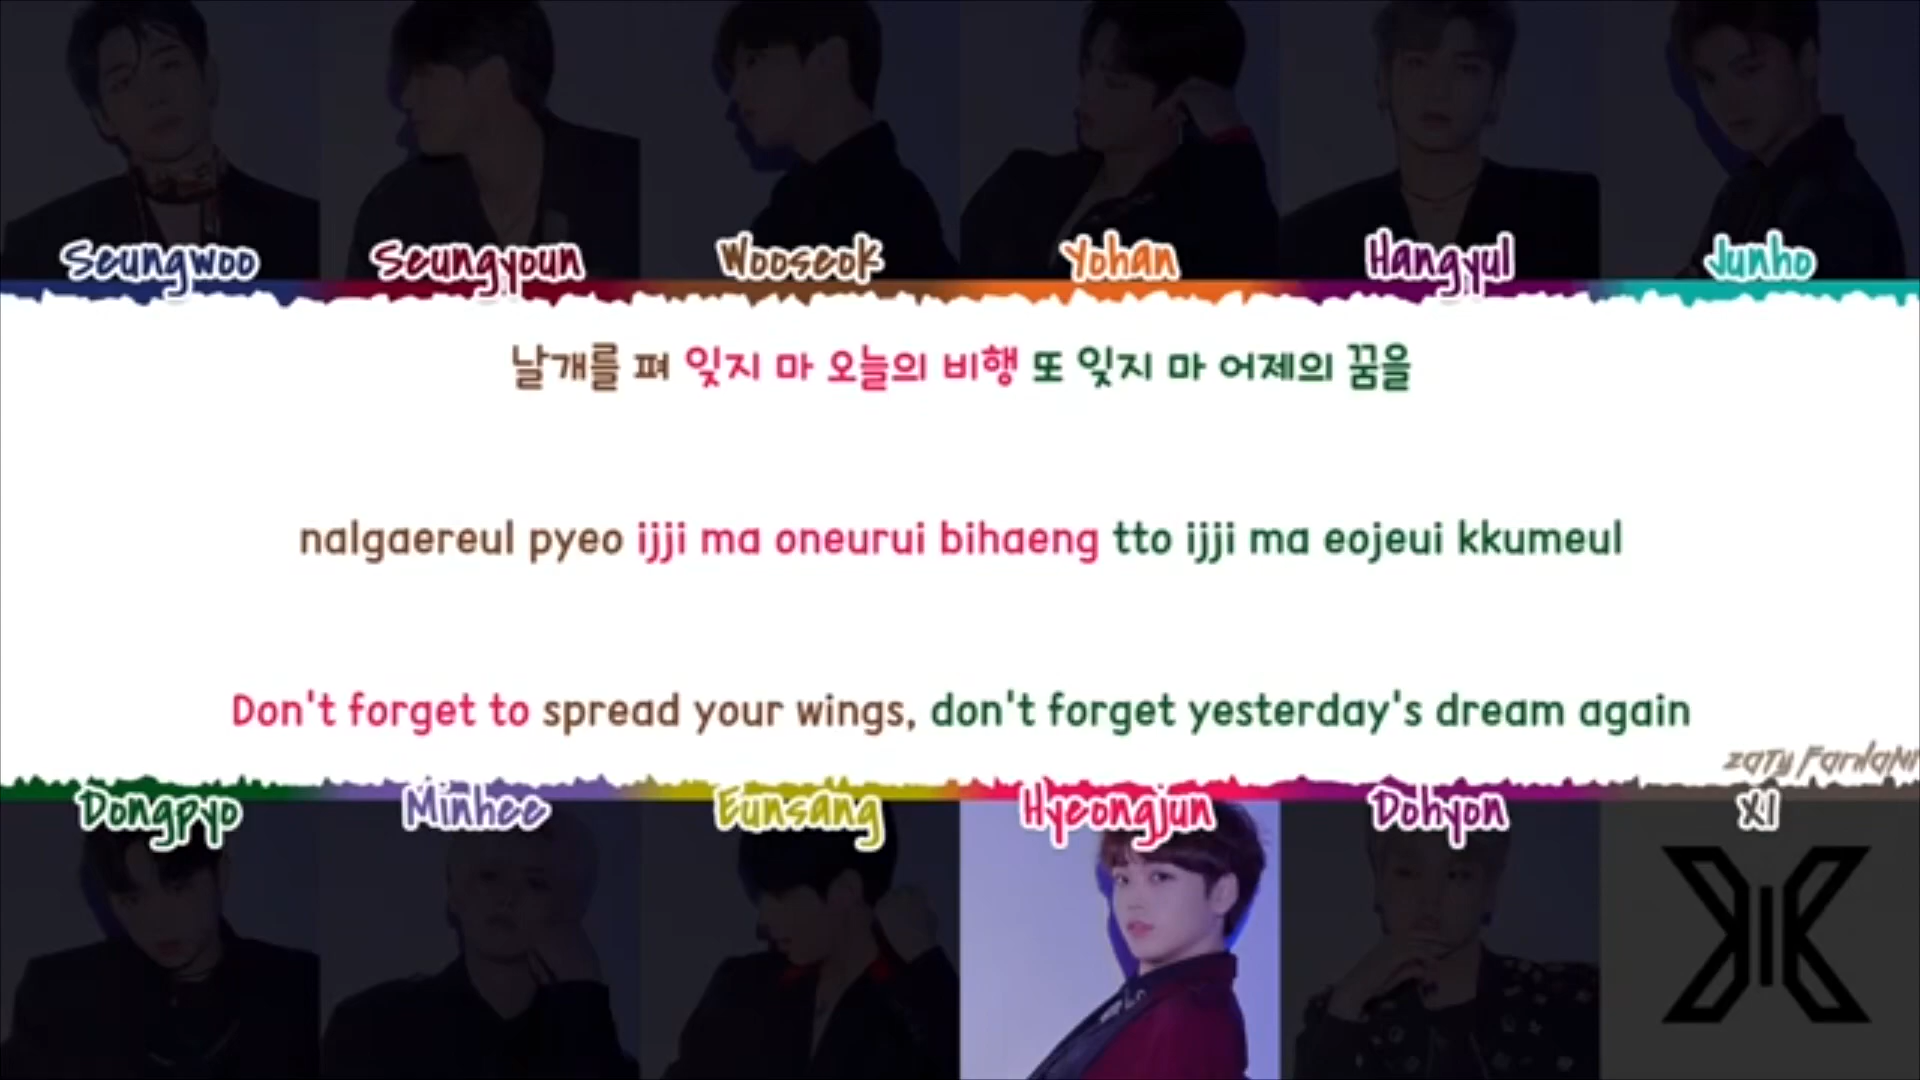 Seungwoo Seungyoun Wooseok Yohan Hangyul Junho
날개를 펴 잊지 마 오늘의 비행 또 잊지 마 어제의 꿈을
nalgaereul pyeo ijji ma oneurui bihaeng tto ijji ma eojeui kkumeul
Don't forget to spread your wings, don't forget yesterday's dream again
zaty farhani
Dongpyo Minhee Eunsang Hyeongjun Dohyon X1